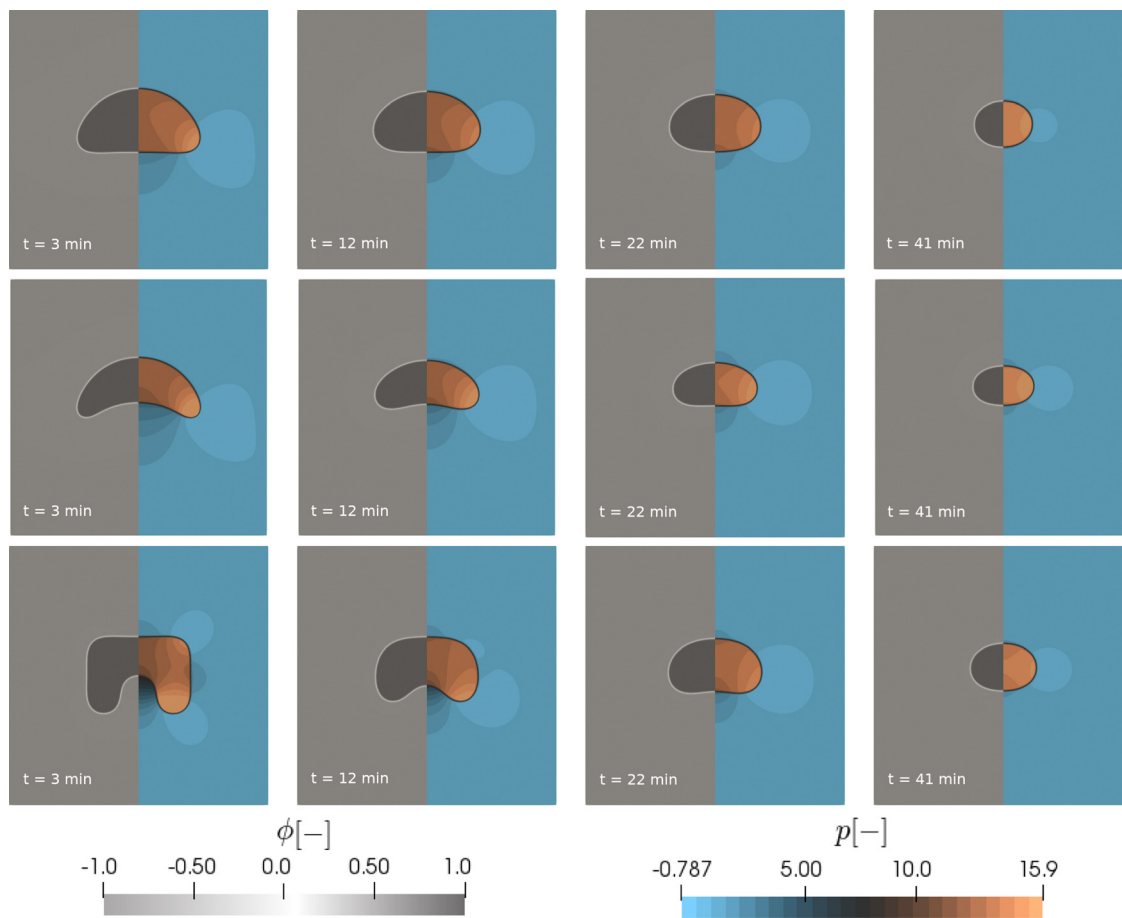 t = 3 min
t = 12 min
t = 22 min
t = 41 min
t = 3 min
t = 12 min
t = 22 min
t = 41 min
t = 3 min
t = 12 min
t = 22 min
t = 41 min
ϕ[−]
-1.0 -0.50 0.0 0.50 1.0
p[−]
-0.787 5.00 10.0 15.9